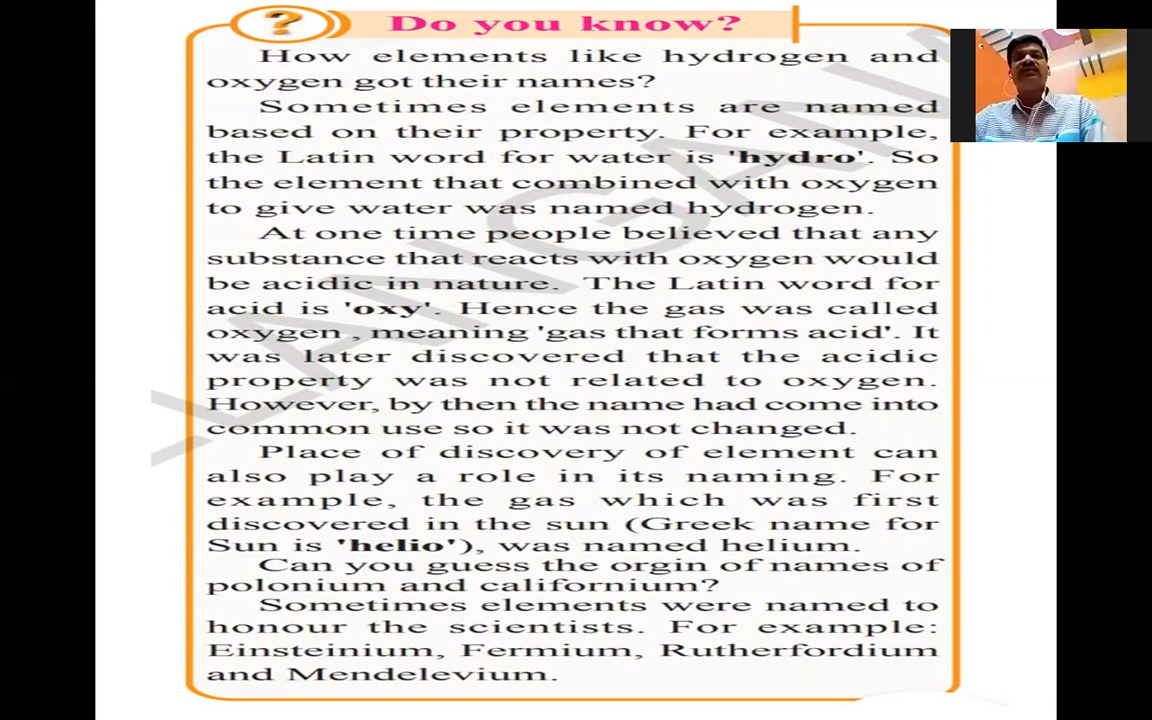 ?
Do you know?
How elements like hydrogen and
oxygen got their names?
Sometimes elements are named
based on their property. For example,
the Latin word for water is 'hydro'. So
the element that combined with oxygen
to give water was named hydrogen.
At one time people believed that any
substance that reacts with oxygen would
be acidic in nature. The Latin word for
acid is 'oxy'. Hence the gas was called
oxygen , meaning 'gas that forms acid'. It
was later discovered that the acidic
property was not related to oxygen.
However, by then the name had come into
common use so it was not changed.
Place of discovery of element can
also play a role in its naming. For
example, the gas which was first
discovered in the sun (Greek name for
Sun is 'helio'), was named helium.
Can you guess the orgin of names of
polonium and californium?
Sometimes elements were named to
honour the scientists. For example:
Einsteinium, Fermium, Rutherfordium
and Mendelevium.